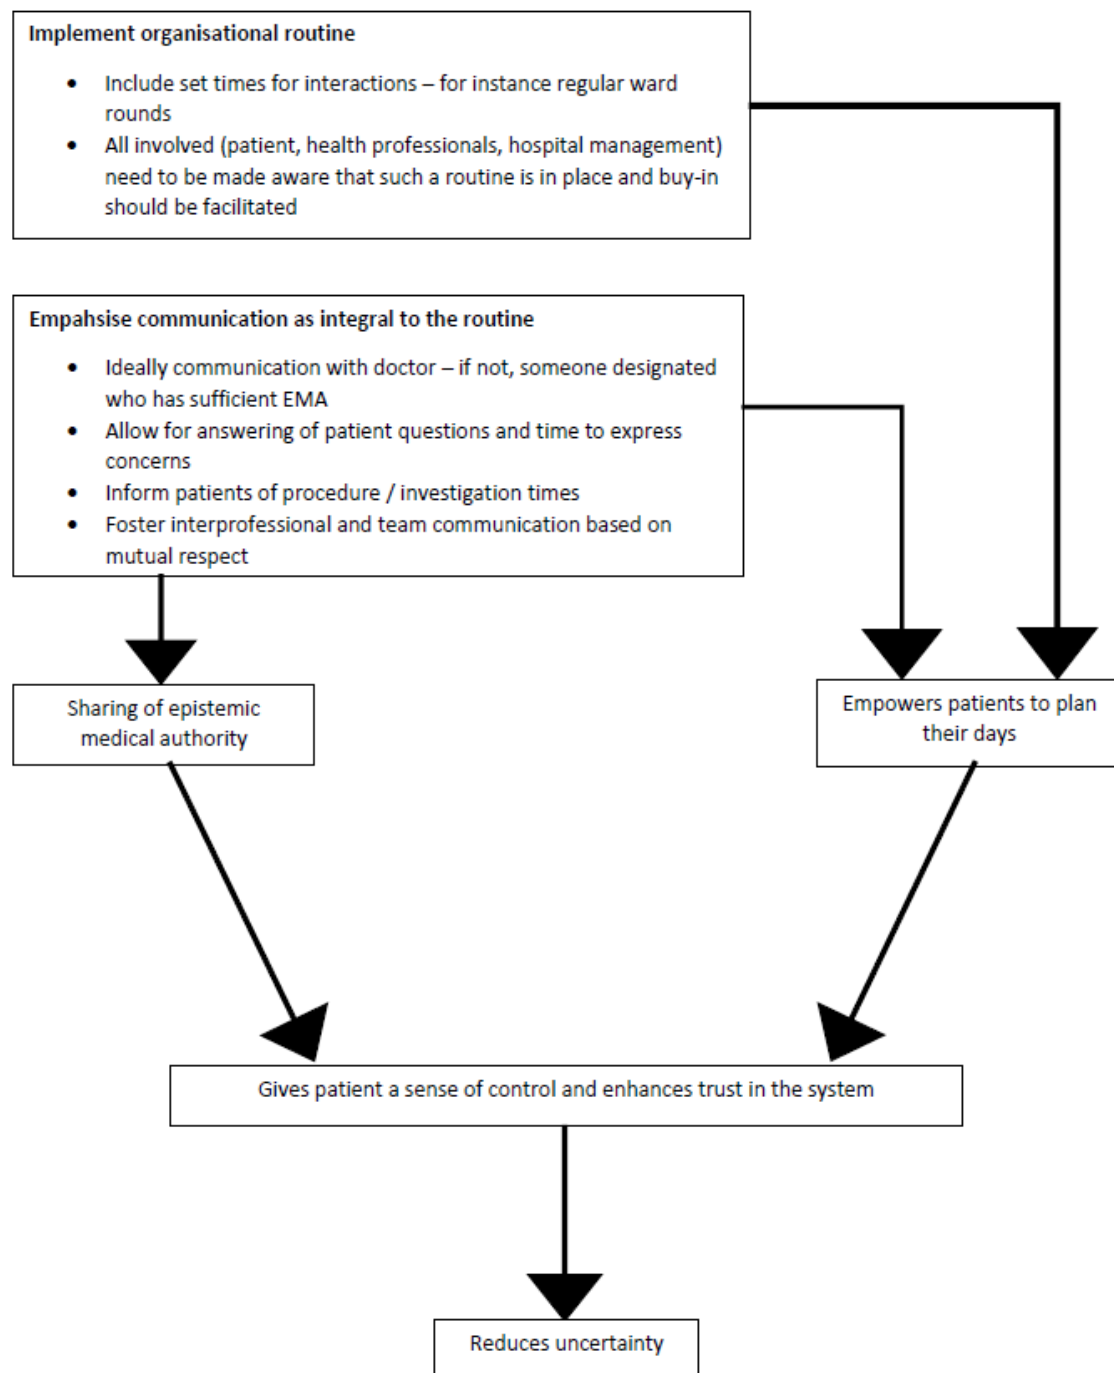 Implement organisational routine
• Include set times for interactions – for instance regular ward
rounds
• All involved (patient, health professionals, hospital management)
need to be made aware that such a routine is in place and buy-in
should be facilitated
Empahsise communication as integral to the routine
• Ideally communication with doctor – if not, someone designated
who has sufficient EMA
• Allow for answering of patient questions and time to express
concerns
• Inform patients of procedure / investigation times
• Foster interprofessional and team communication based on
mutual respect
Sharing of epistemic
medical authority
Empowers patients to plan
their days
Gives patient a sense of control and enhances trust in the system
Reduces uncertainty